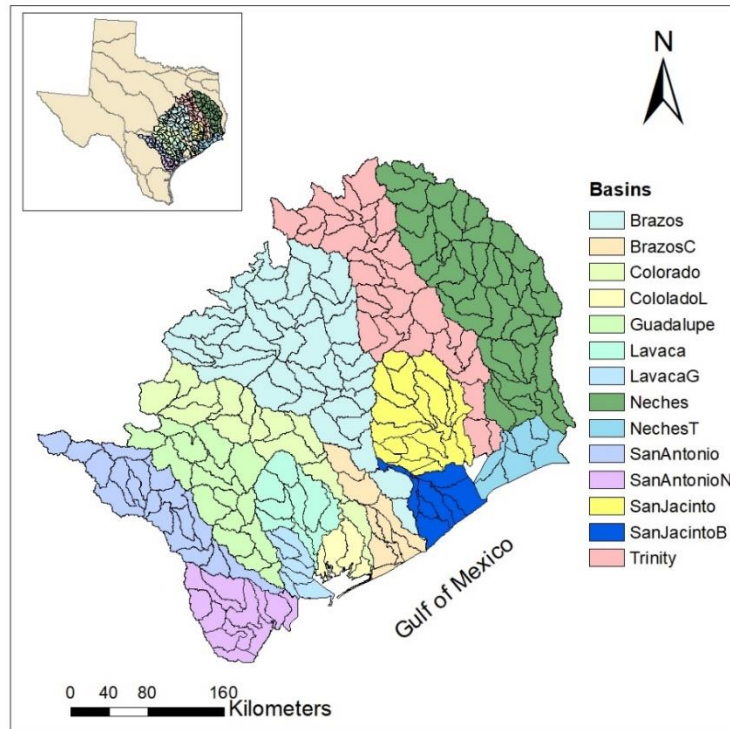 N
Basins
Brazos
BrazosC
Colorado
CololadoL
Guadalupe
Lavaca
LavacaG
Neches
NechesT
SanAntonio
SanAntonioN
SanJacinto
SanJacintoB
Trinity
Gulf of Mexico
0 40 80 160
Kilometers